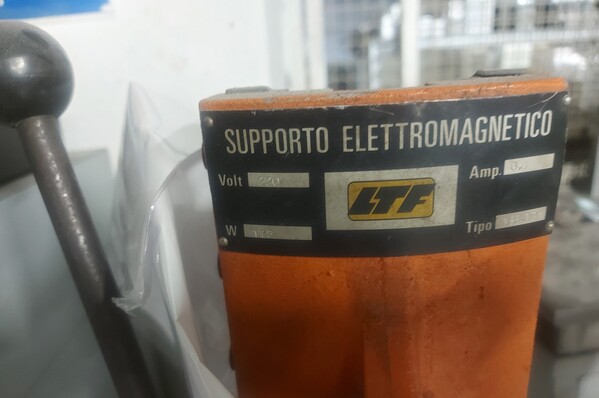 SUPPORTO ELETTROMAGNETICO
Volt 220
Amp.
LTF
W
Tipo